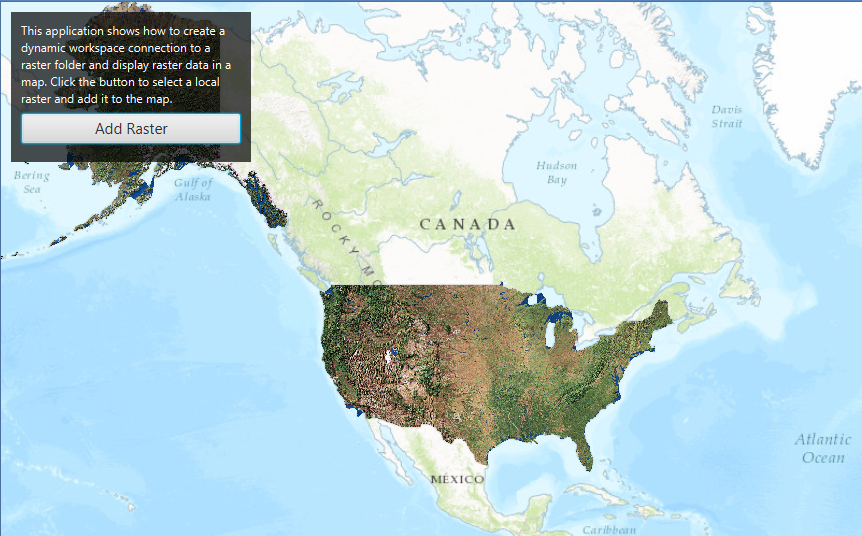 This application shows how to create a
dynamic workspace connection to a
raster folder and display raster data in a
map. Click the button to select a local
raster and add it to the map.
Add Raster
Davis
Strait
Hudson
Bay
Bering
Sea
Gulf of
Alaska
CANADA
ROCKY MO
Atlantic
Ocean
MÉXICO
Caribbean